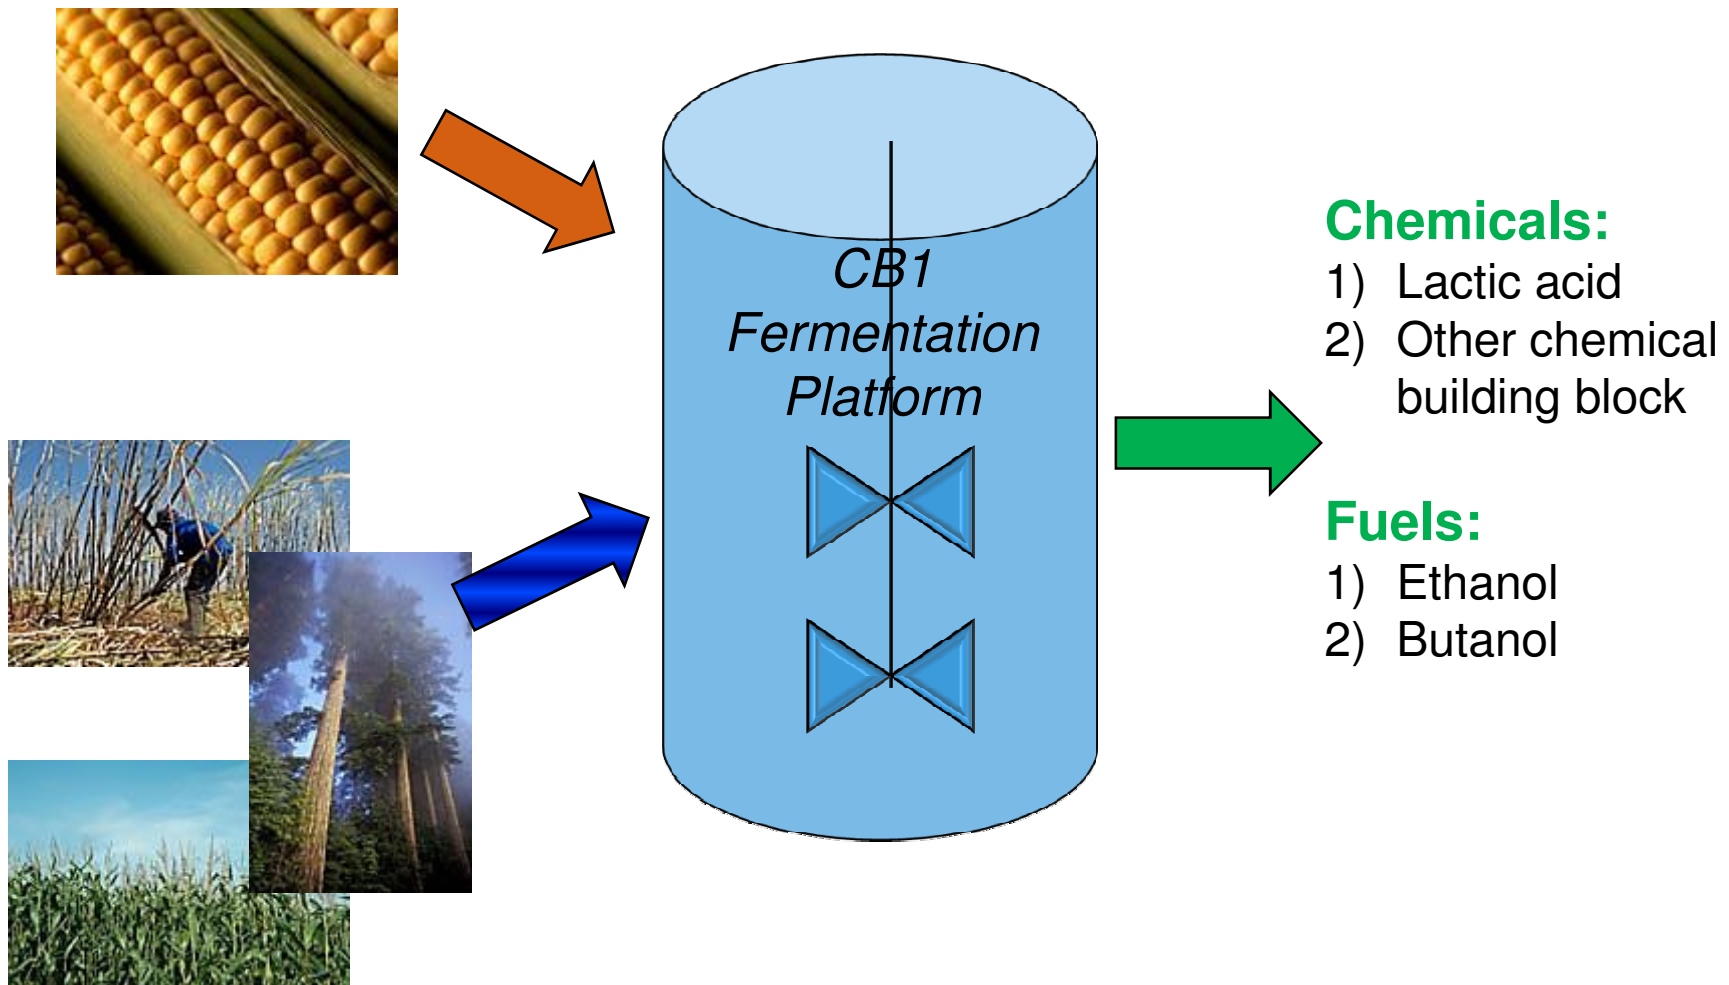 CB1
Fermentation
Platform
Chemicals:
1) Lactic acid
2) Other chemical
building block
Fuels:
1) Ethanol
2) Butanol